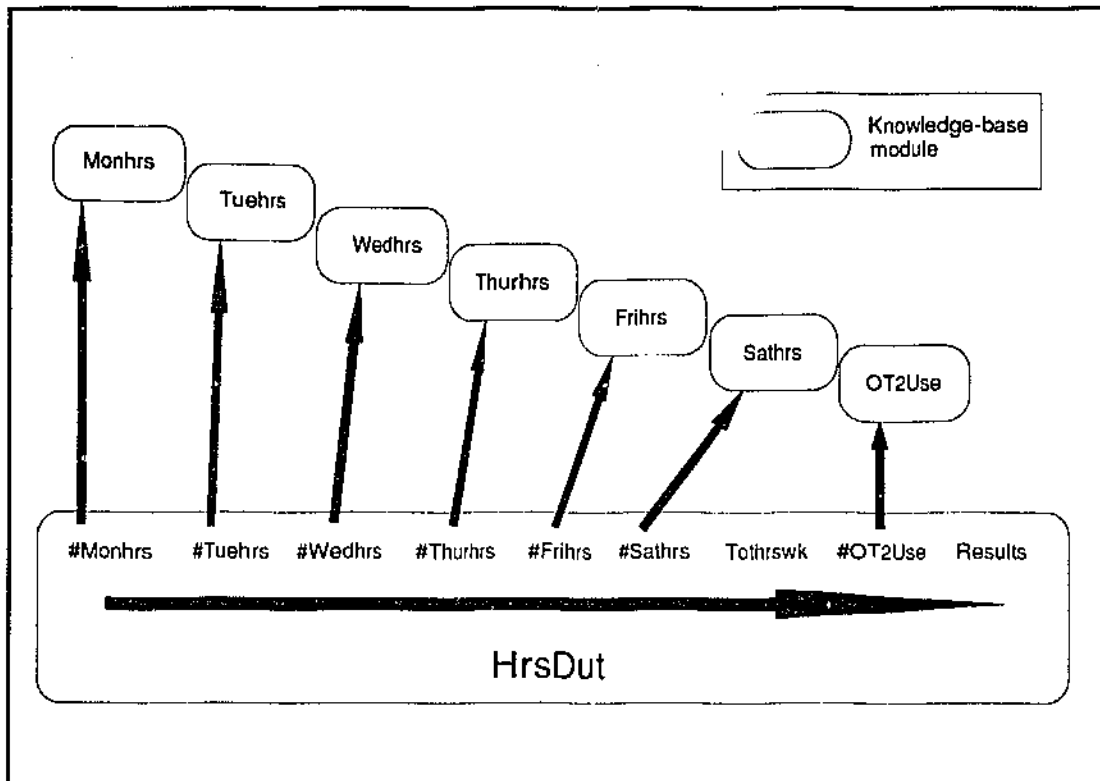 Knowledge-base
module
Monhrs
Tuehrs
Wedhrs
Thurhrs
Frihrs
Sathrs
OT2Use
#Monhrs #Tuehrs #Wedhrs #Thurhrs #Frihrs #Sathrs Tothrswk #OT2Use Results
HrsDut